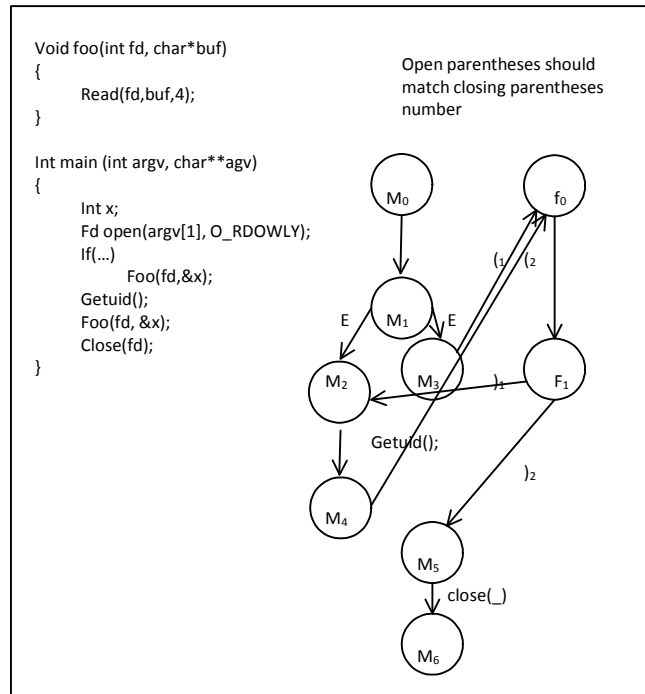 Void foo(int fd, char*buf)
{
Read(fd,buf,4);
}
Int main (int argv, char**agv)
{
Int x;
Fd open(argv[1], O_RDOWLY);
If(…)
Foo(fd,&x);
Getuid();
Foo(fd, &x);
Close(fd);
}
Open parentheses should
match closing parentheses
number
M₀
f₀
(₁
(₂
M₁
E
E
M₂
M₃
F₁
)₁
Getuid();
)₂
M₄
M₅
close(_)
M₆